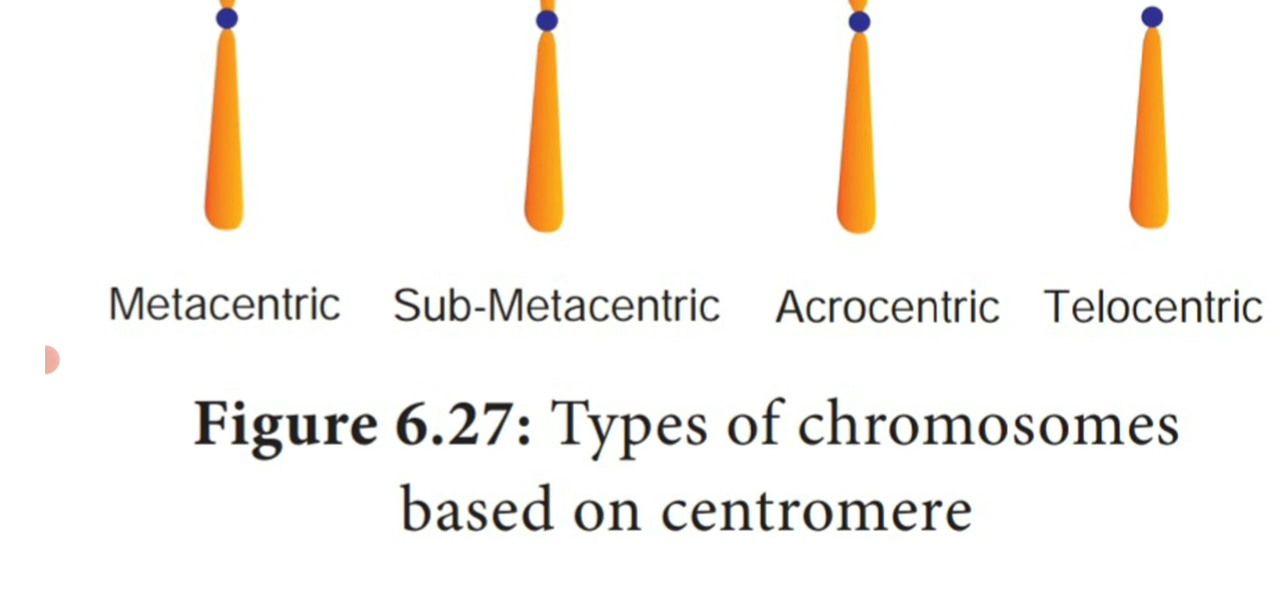 Metacentric Sub-Metacentric Acrocentric Telocentric
Figure 6.27: Types of chromosomes
based on centromere